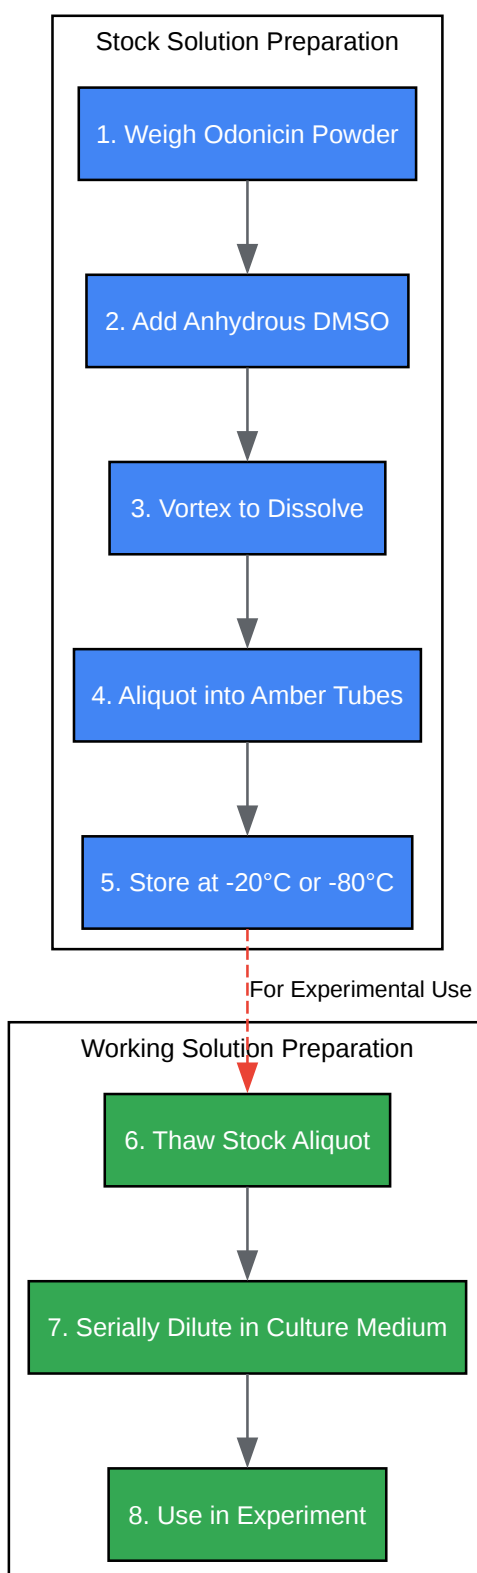 Stock Solution Preparation
1. Weigh Odonicin Powder
2. Add Anhydrous DMSO
3. Vortex to Dissolve
4. Aliquot into Amber Tubes
5. Store at -20°C or -80°C
For Experimental Use
Working Solution Preparation
6. Thaw Stock Aliquot
7. Serially Dilute in Culture Medium
8. Use in Experiment